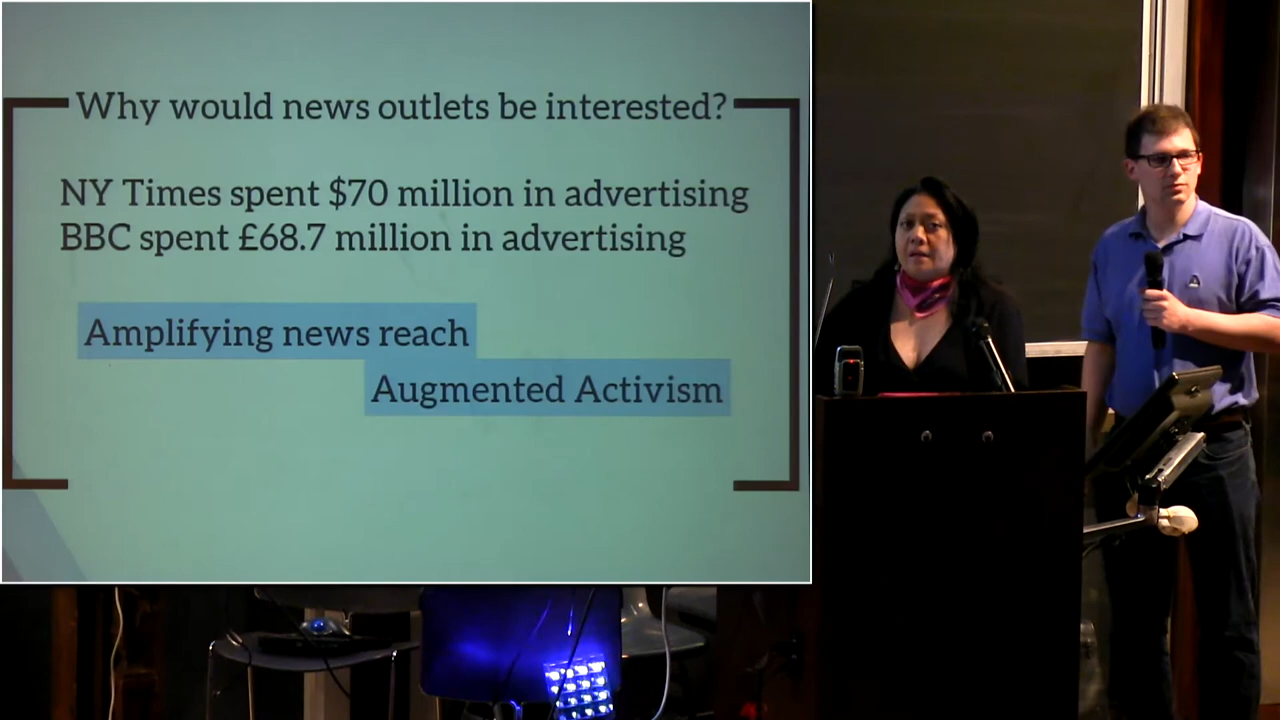 Why would news outlets be interested?
NY Times spent $70 million in advertising
BBC spent £68.7 million in advertising
Amplifying news reach
Augmented Activism